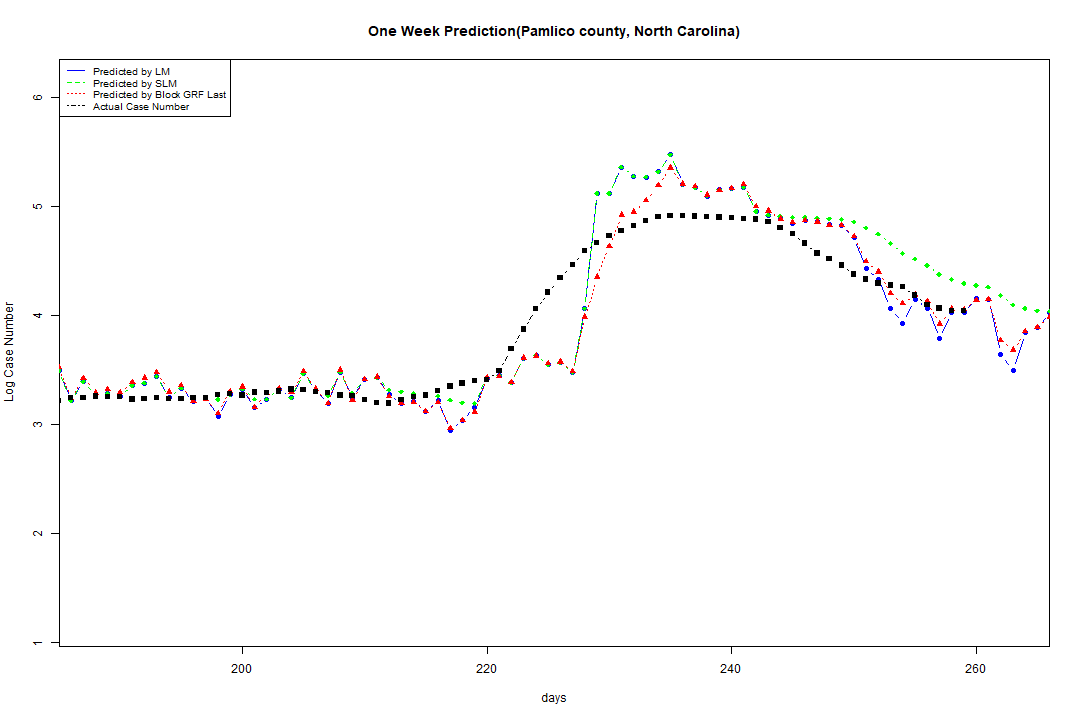 One Week Prediction(Pamlico county, North Carolina)
Predicted by LM
Predicted by SLM
Predicted by Block GRF Last
Actual Case Number
6
5
4
3
2
1
Log Case Number
200
220
240
260
days